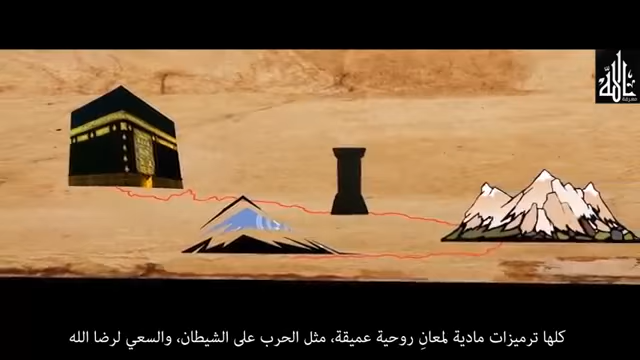 كلها ترميزات مادية لمعانٍ روحية عميقة، مثل الحرب على الشيطان، والسعي لرضا الله